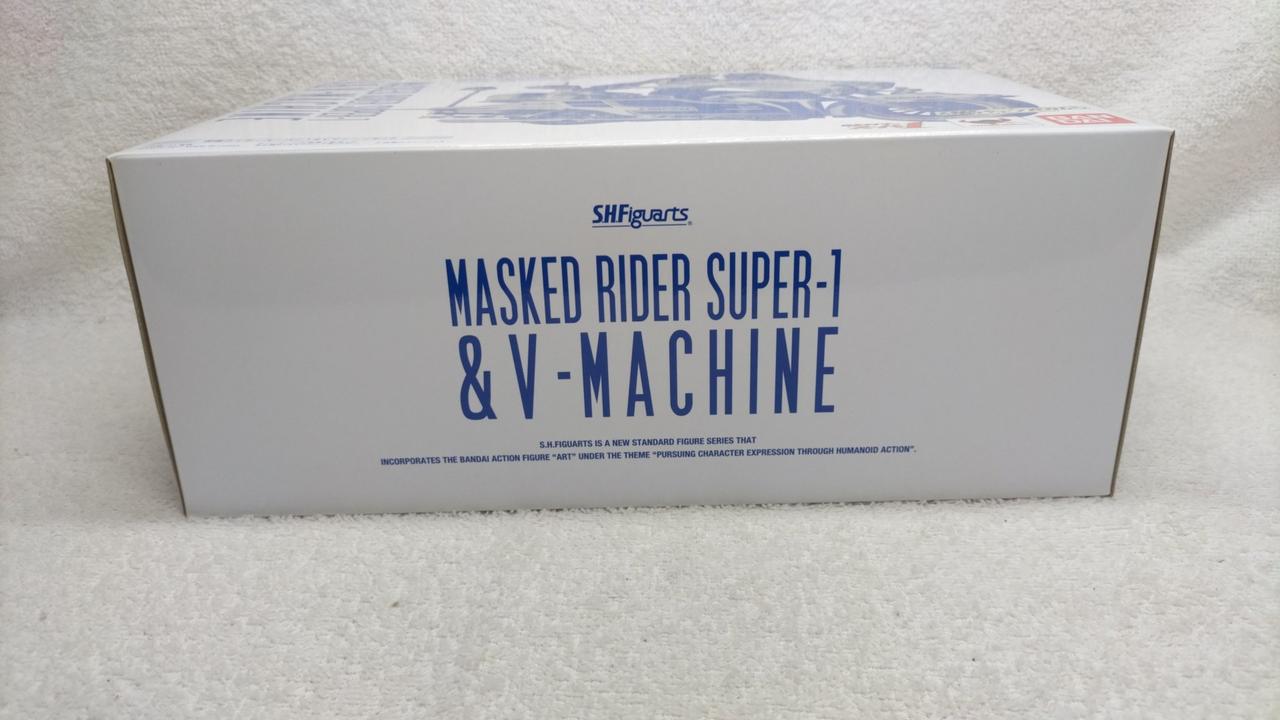 S.H.Figuarts
MASKED RIDER SUPER-1
& V-MACHINE
S.H.FIGUARTS IS A NEW STANDARD FIGURE SERIES THAT
INCORPORATES THE BANDAI ACTION FIGURE "ART" UNDER THE THEME "PURSUING CHARACTER EXPRESSION THROUGH HUMANOID ACTION".